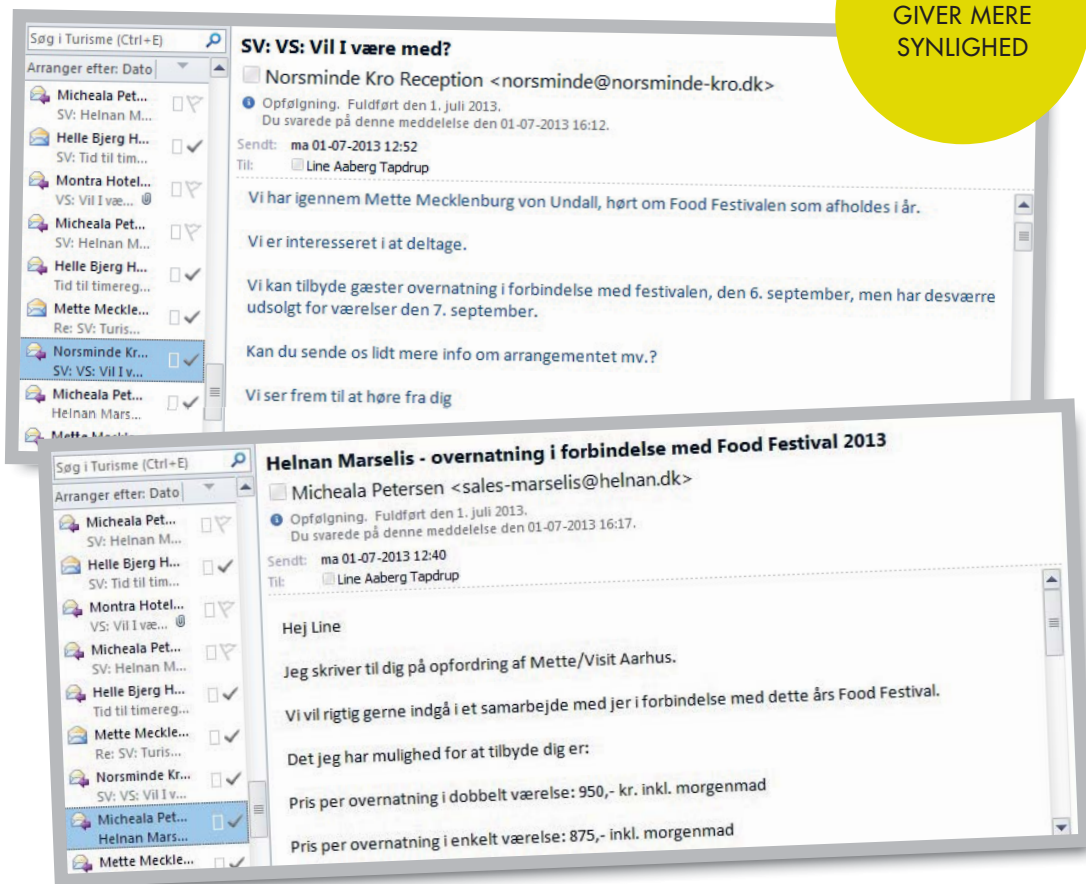 GIVER MERE
SYNLIGHED
Søg i Turisme (Ctrl+E)
Arranger efter: Dato
Micheala Pet...
SV: Helnan M...
Helle Bjerg H...
SV: Tid til tim...
Montra Hotel...
VS: Vil I væ...
Micheala Pet...
SV: Helnan M...
Helle Bjerg H...
Tid til timereg...
Mette Meckle...
Re: SV: Turis...
Norsminde Kr...
SV: VS: Vil I v...
Micheala Pet...
Helnan Mars...
SV: VS: Vil I være med?
Norsminde Kro Reception <norsminde@norsminde-kro.dk>
Opfølgning. Fuldført den 1. juli 2013.
Du svarede på denne meddelelse den 01-07-2013 16:12.
Sendt: ma 01-07-2013 12:52
Til: Line Aaberg Tapdrup
Vi har igennem Mette Mecklenburg von Undall, hørt om Food Festivalen som afholdes i år.
Vi er interesseret i at deltage.
Vi kan tilbyde gæster overnatning i forbindelse med festivalen, den 6. september, men har desværre
udsolgt for værelser den 7. september.
Kan du sende os lidt mere info om arrangementet mv.?
Vi ser frem til at høre fra dig
Søg i Turisme (Ctrl+E)
Arranger efter: Dato
Micheala Pet...
SV: Helnan M...
Helle Bjerg H...
SV: Tid til tim...
Montra Hotel...
VS: Vil I væ...
Micheala Pet...
SV: Helnan M...
Helle Bjerg H...
Tid til timereg...
Mette Meckle...
Re: SV: Turis...
Norsminde Kr...
SV: VS: Vil I v...
Micheala Pet...
Helnan Mars...
Mette Meckle...
Helnan Marselis - overnatning i forbindelse med Food Festival 2013
Micheala Petersen <sales-marselis@helnan.dk>
Opfølgning. Fuldført den 1. juli 2013.
Du svarede på denne meddelelse den 01-07-2013 16:17.
Sendt: ma 01-07-2013 12:40
Til: Line Aaberg Tapdrup
Hej Line
Jeg skriver til dig på opfordring af Mette/Visit Aarhus.
Vi vil rigtig gerne indgå i et samarbejde med jer i forbindelse med dette års Food Festival.
Det jeg har mulighed for at tilbyde dig er:
Pris per overnatning i dobbelt værelse: 950,- kr. inkl. morgenmad
Pris per overnatning i enkelt værelse: 875,- inkl. morgenmad